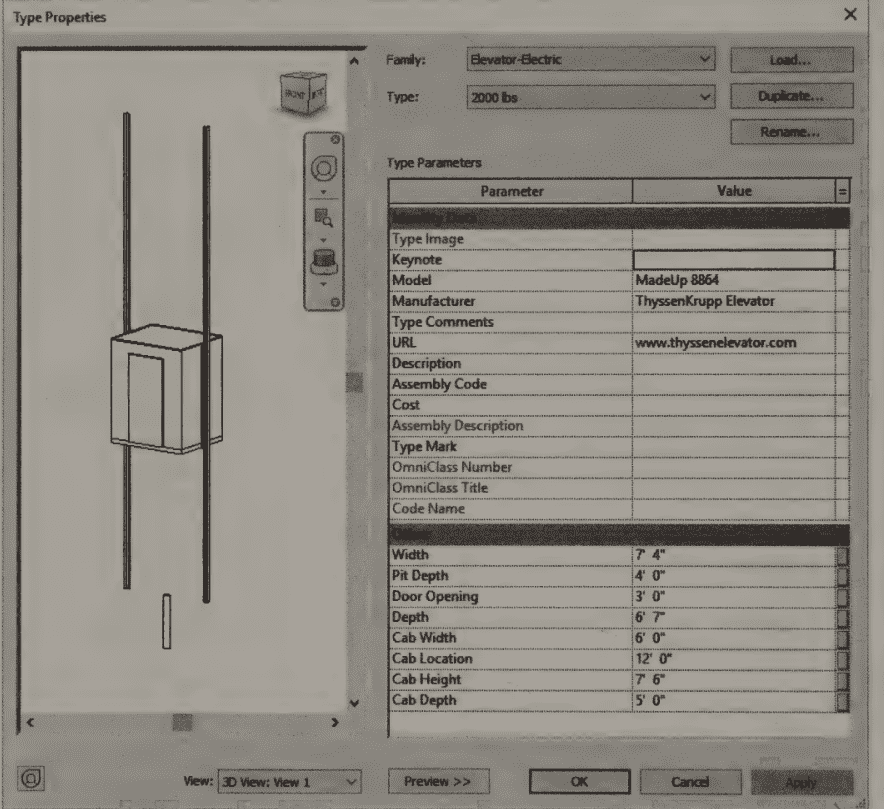 Type Properties
Family: Elevator-Electric Load...
Type: 2000 lbs Duplicate...
Rename...
Type Parameters
Parameter Value =
Identity Data
Type Image
Keynote
Model MadeUp 8864
Manufacturer ThyssenKrupp Elevator
Type Comments
URL www.thyssenelevator.com
Description
Assembly Code
Cost
Assembly Description
Type Mark
OmniClass Number
OmniClass Title
Code Name
Width 7' 4"
Pit Depth 4' 0"
Door Opening 3' 0"
Depth 6' 7"
Cab Width 6' 0"
Cab Location 12' 0"
Cab Height 7' 6"
Cab Depth 5' 0"
FRONT
View: 3D View: View 1 Preview >> OK Cancel Apply